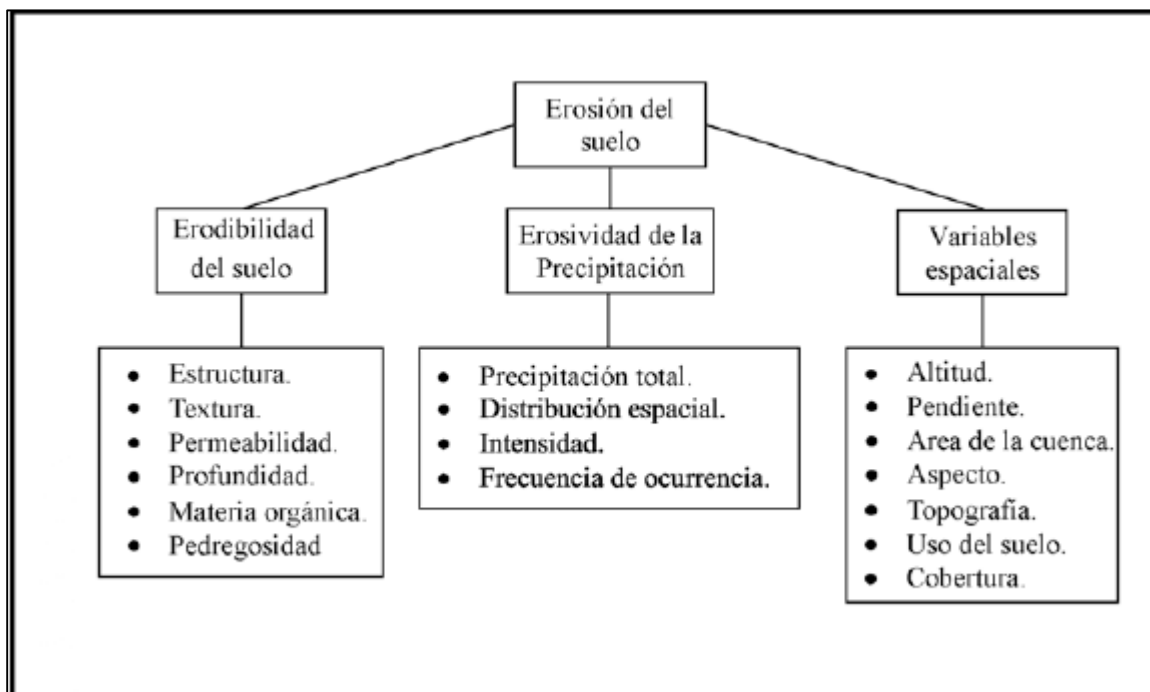 Erosión del
suelo
Erodibilidad
del suelo
Erosividad de la
Precipitación
Variables
espaciales
• Estructura.
• Textura.
• Permeabilidad.
• Profundidad.
• Materia orgánica.
• Pedregosidad
• Precipitación total.
• Distribución espacial.
• Intensidad.
• Frecuencia de ocurrencia.
• Altitud.
• Pendiente.
• Area de la cuenca.
• Aspecto.
• Topografía.
• Uso del suelo.
• Cobertura.